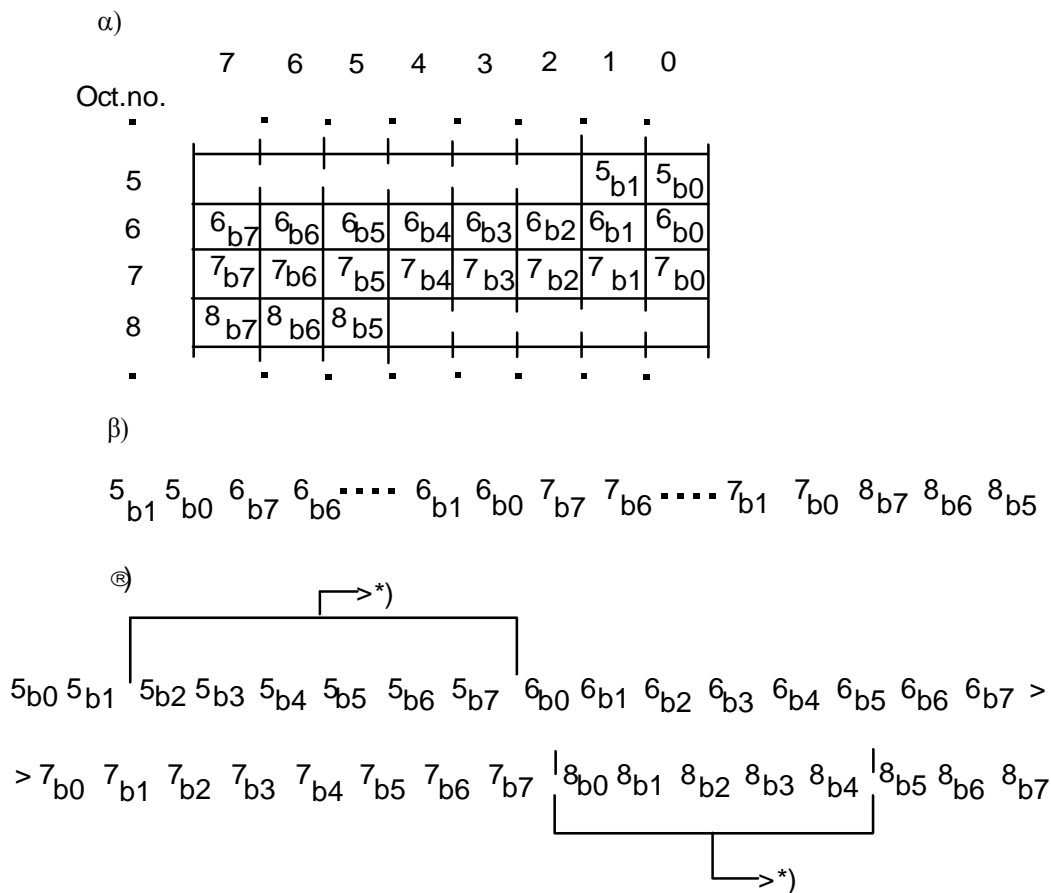 α)
7 6 5 4 3 2 1 0
Oct.no.
5 5b1 5b0
6 6b7 6b6 6b5 6b4 6b3 6b2 6b1 6b0
7 7b7 7b6 7b5 7b4 7b3 7b2 7b1 7b0
8 8b7 8b6 8b5
β)
5b1 5b0 6b7 6b6 .... 6b1 6b0 7b7 7b6 .... 7b1 7b0 8b7 8b6 8b5
®)
>*)
5b0 5b1 5b2 5b3 5b4 5b5 5b6 5b7 6b0 6b1 6b2 6b3 6b4 6b5 6b6 6b7 >
> 7b0 7b1 7b2 7b3 7b4 7b5 7b6 7b7 8b0 8b1 8b2 8b3 8b4 8b5 8b6 8b7
>*)